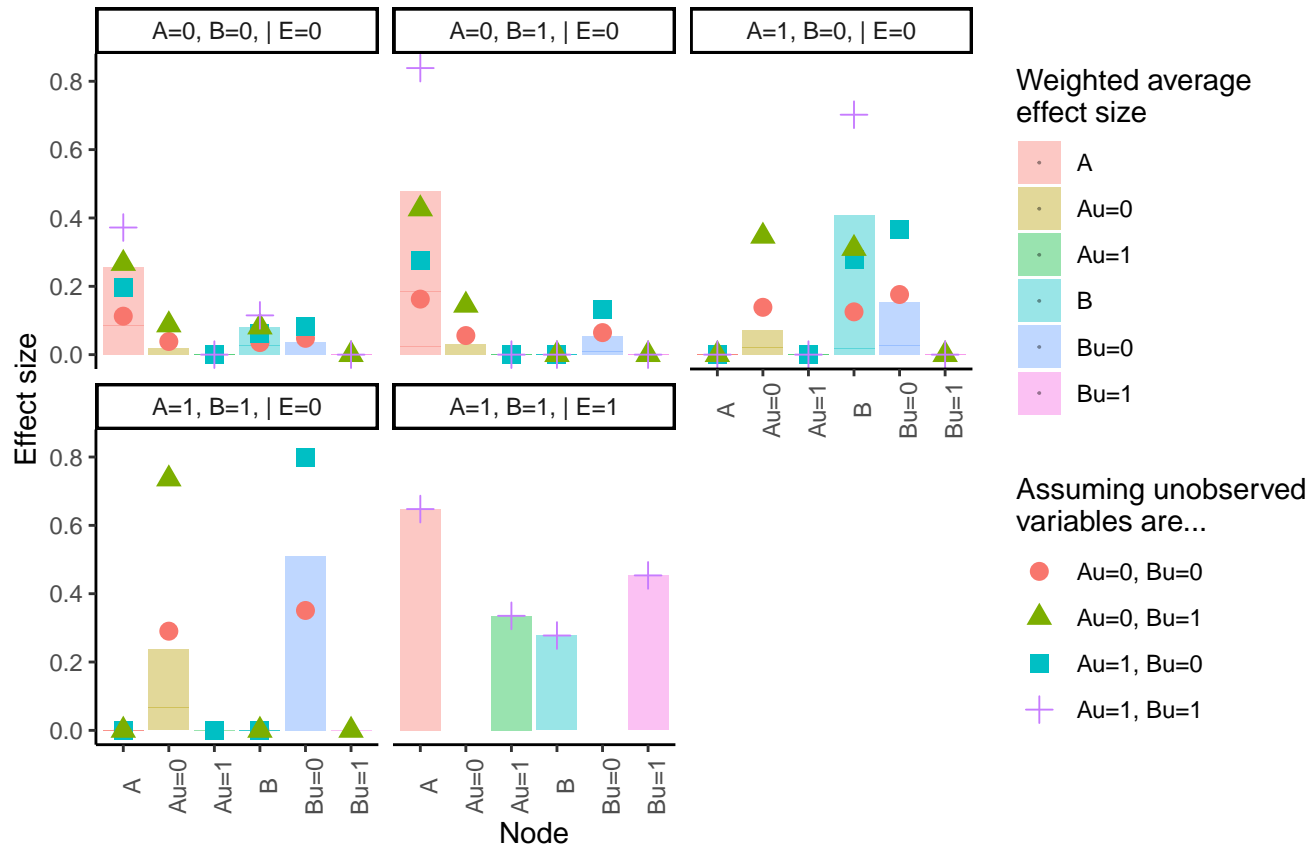 A=0, B=0, | E=0
A=0, B=1, | E=0
A=1, B=0, | E=0
0.8
0.6
0.4
0.2
0.0
A
Au=0
Au=1
B
Bu=0
Bu=1
A=1, B=1, | E=0
A=1, B=1, | E=1
0.8
0.6
0.4
0.2
0.0
A
Au=0
Au=1
B
Bu=0
Bu=1
A
Au=0
Au=1
B
Bu=0
Bu=1
Effect size
Node
Weighted average
effect size
A
Au=0
Au=1
B
Bu=0
Bu=1
Assuming unobserved
variables are...
Au=0, Bu=0
Au=0, Bu=1
Au=1, Bu=0
Au=1, Bu=1